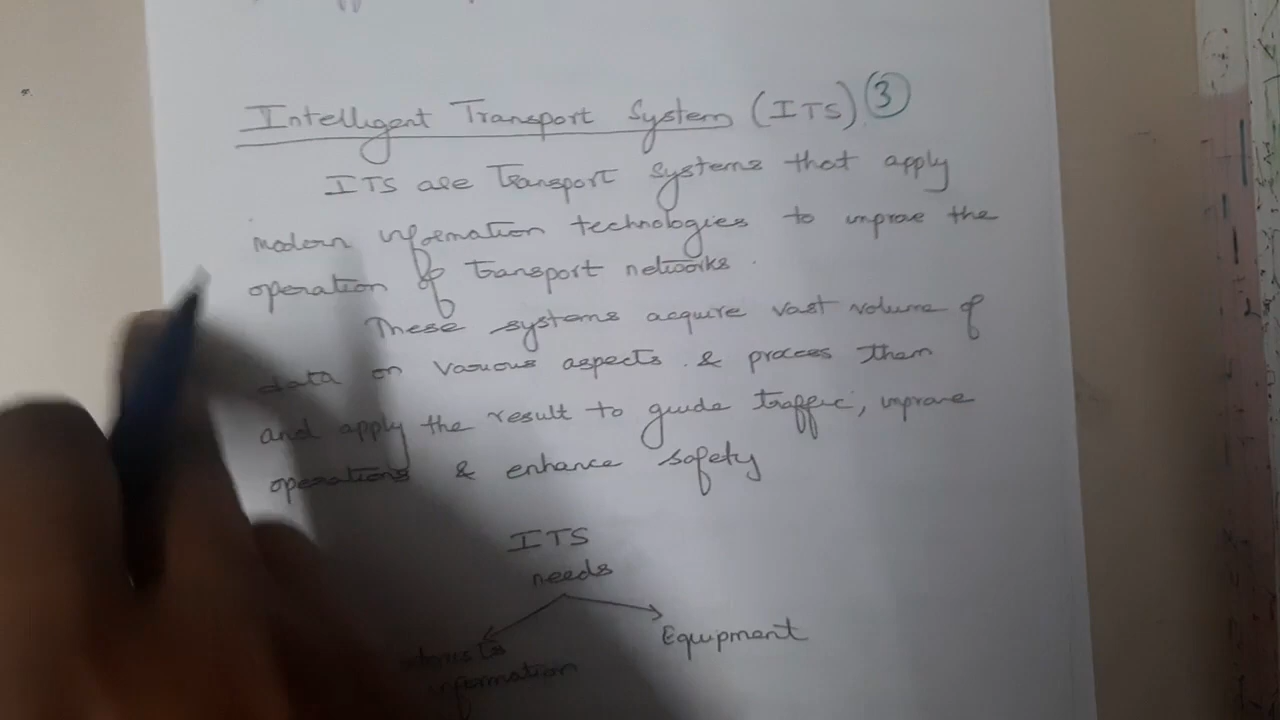 Intelligent Transport System (ITS) 3
ITS are Transport systems that apply
modern information technologies to improve the
operation of transport networks.
These systems acquire vast volume of
data on various aspects. & process them
and apply the result to guide traffic, improve
operations & enhance safety
ITS
needs
Equipment
information